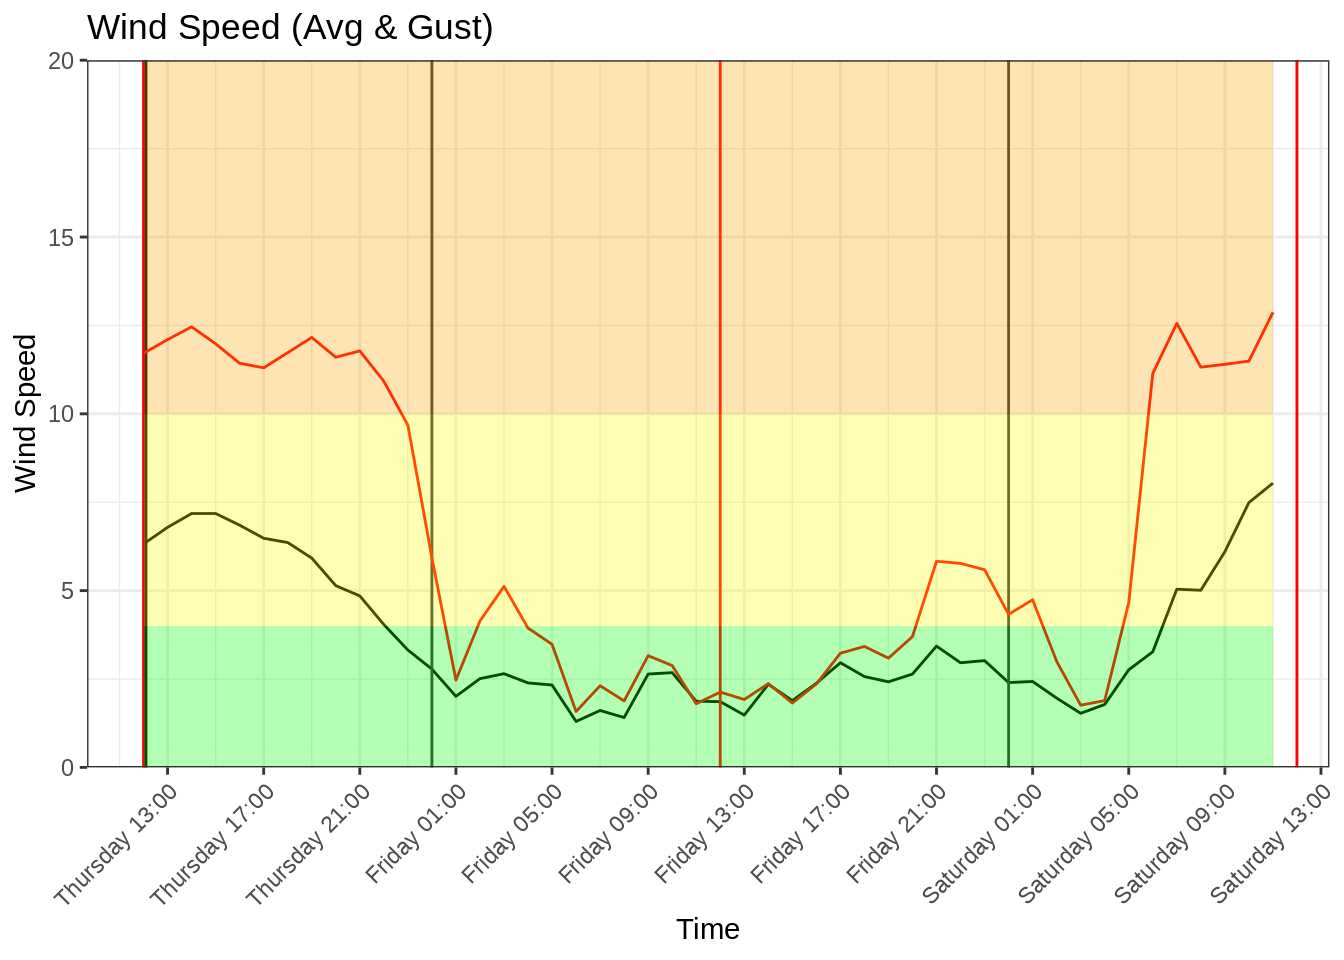 Wind Speed (Avg & Gust)
20
15
10
5
0
Wind Speed
Thursday 13:00
Thursday 17:00
Thursday 21:00
Friday 01:00
Friday 05:00
Friday 09:00
Friday 13:00
Friday 17:00
Friday 21:00
Saturday 01:00
Saturday 05:00
Saturday 09:00
Saturday 13:00
Time